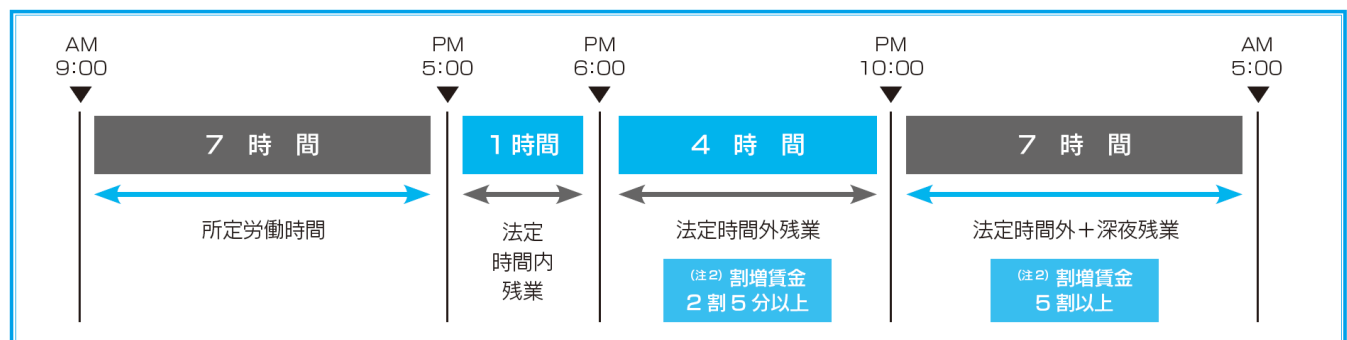 AM
9:00
PM
5:00
PM
6:00
PM
10:00
AM
5:00
7 時 間
1 時間
4 時 間
7 時 間
所定労働時間
法定
時間内
残業
法定時間外残業
法定時間外＋深夜残業
(注2) 割増賃金
2割5分以上
(注2) 割増賃金
5割以上